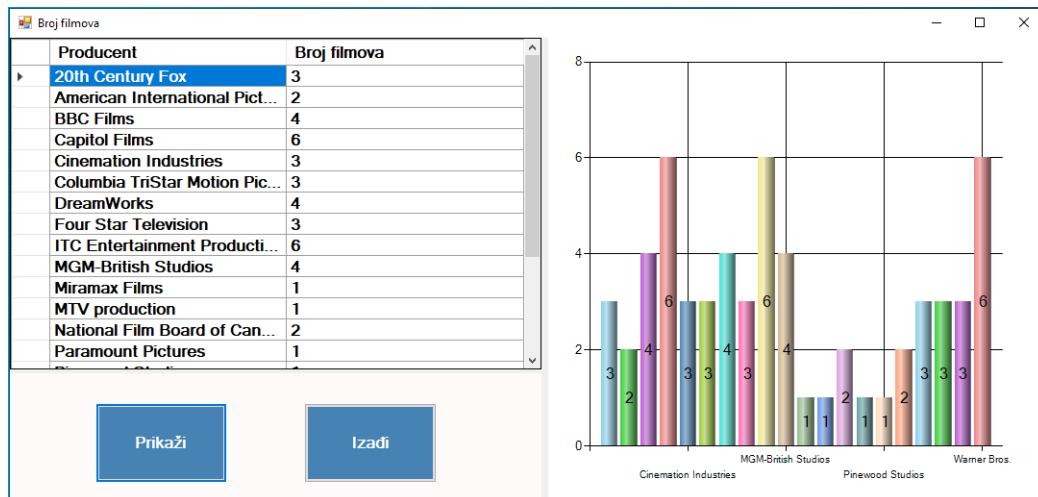 Broj filmova
Producent Broj filmova
20th Century Fox 3
American International Pict... 2
BBC Films 4
Capitol Films 6
Cinemation Industries 3
Columbia TriStar Motion Pic... 3
DreamWorks 4
Four Star Television 3
ITC Entertainment Producti... 6
MGM-British Studios 4
Miramax Films 1
MTV production 1
National Film Board of Can... 2
Paramount Pictures 1
Prikaži Izađi
8
6
4
2
0
3 2 4 6 3 3 4 3 6 4 1 1 2 1 1 2 3 3 3 6
MGM-British Studios Warner Bros.
Cinemation Industries Pinewood Studios